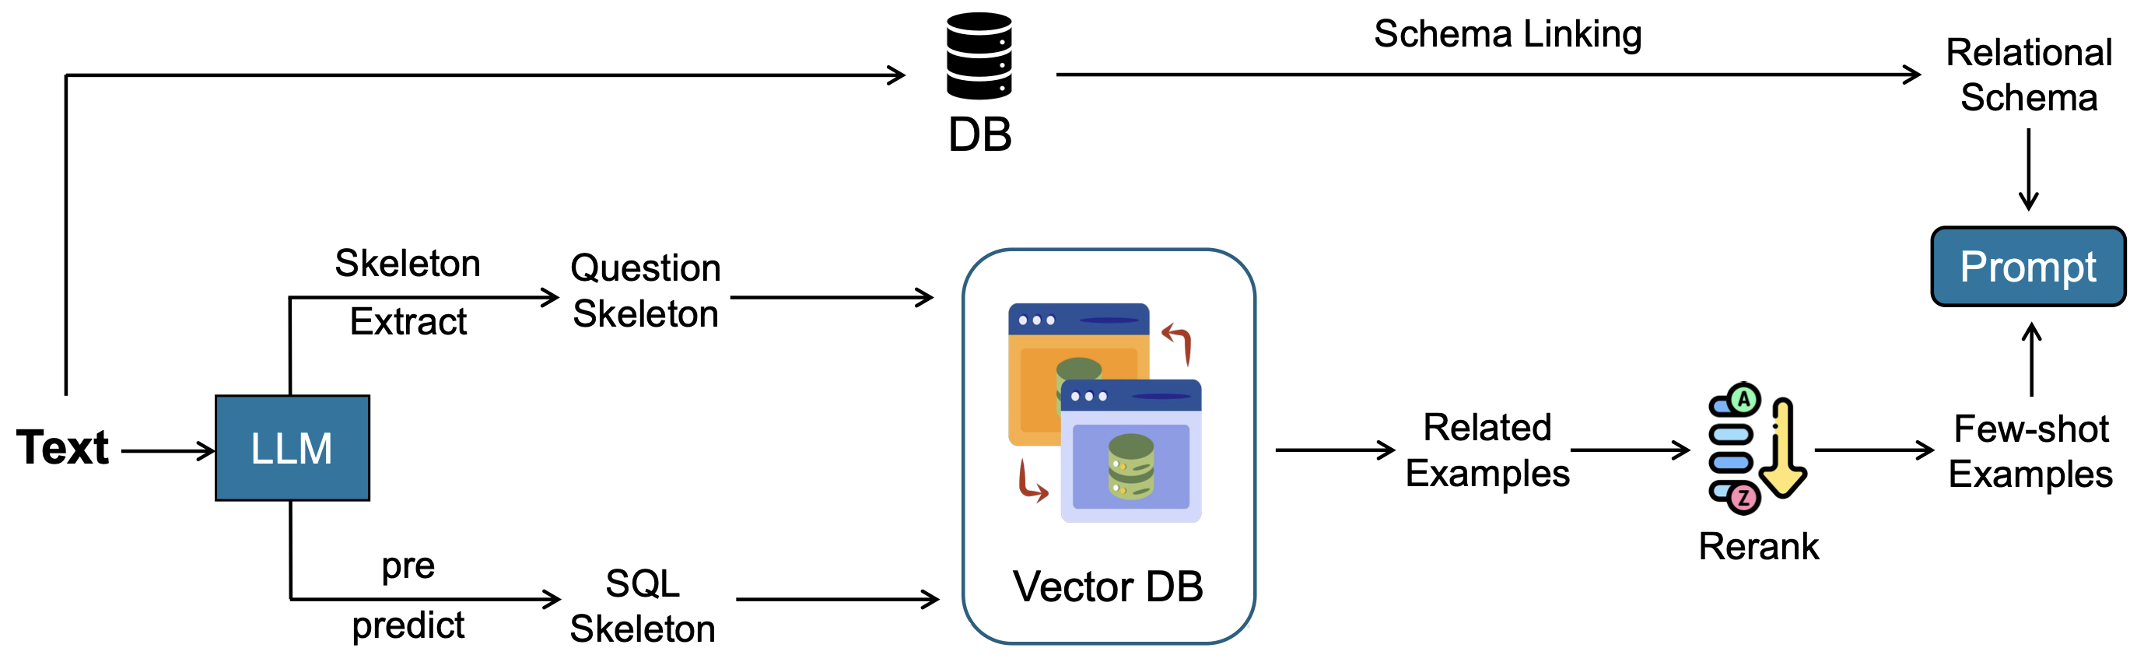 Schema Linking
Relational
Schema
DB
Skeleton
Extract
Question
Skeleton
Prompt
Text
LLM
Related
Examples
A
Z
Rerank
Few-shot
Examples
pre
predict
SQL
Skeleton
Vector DB